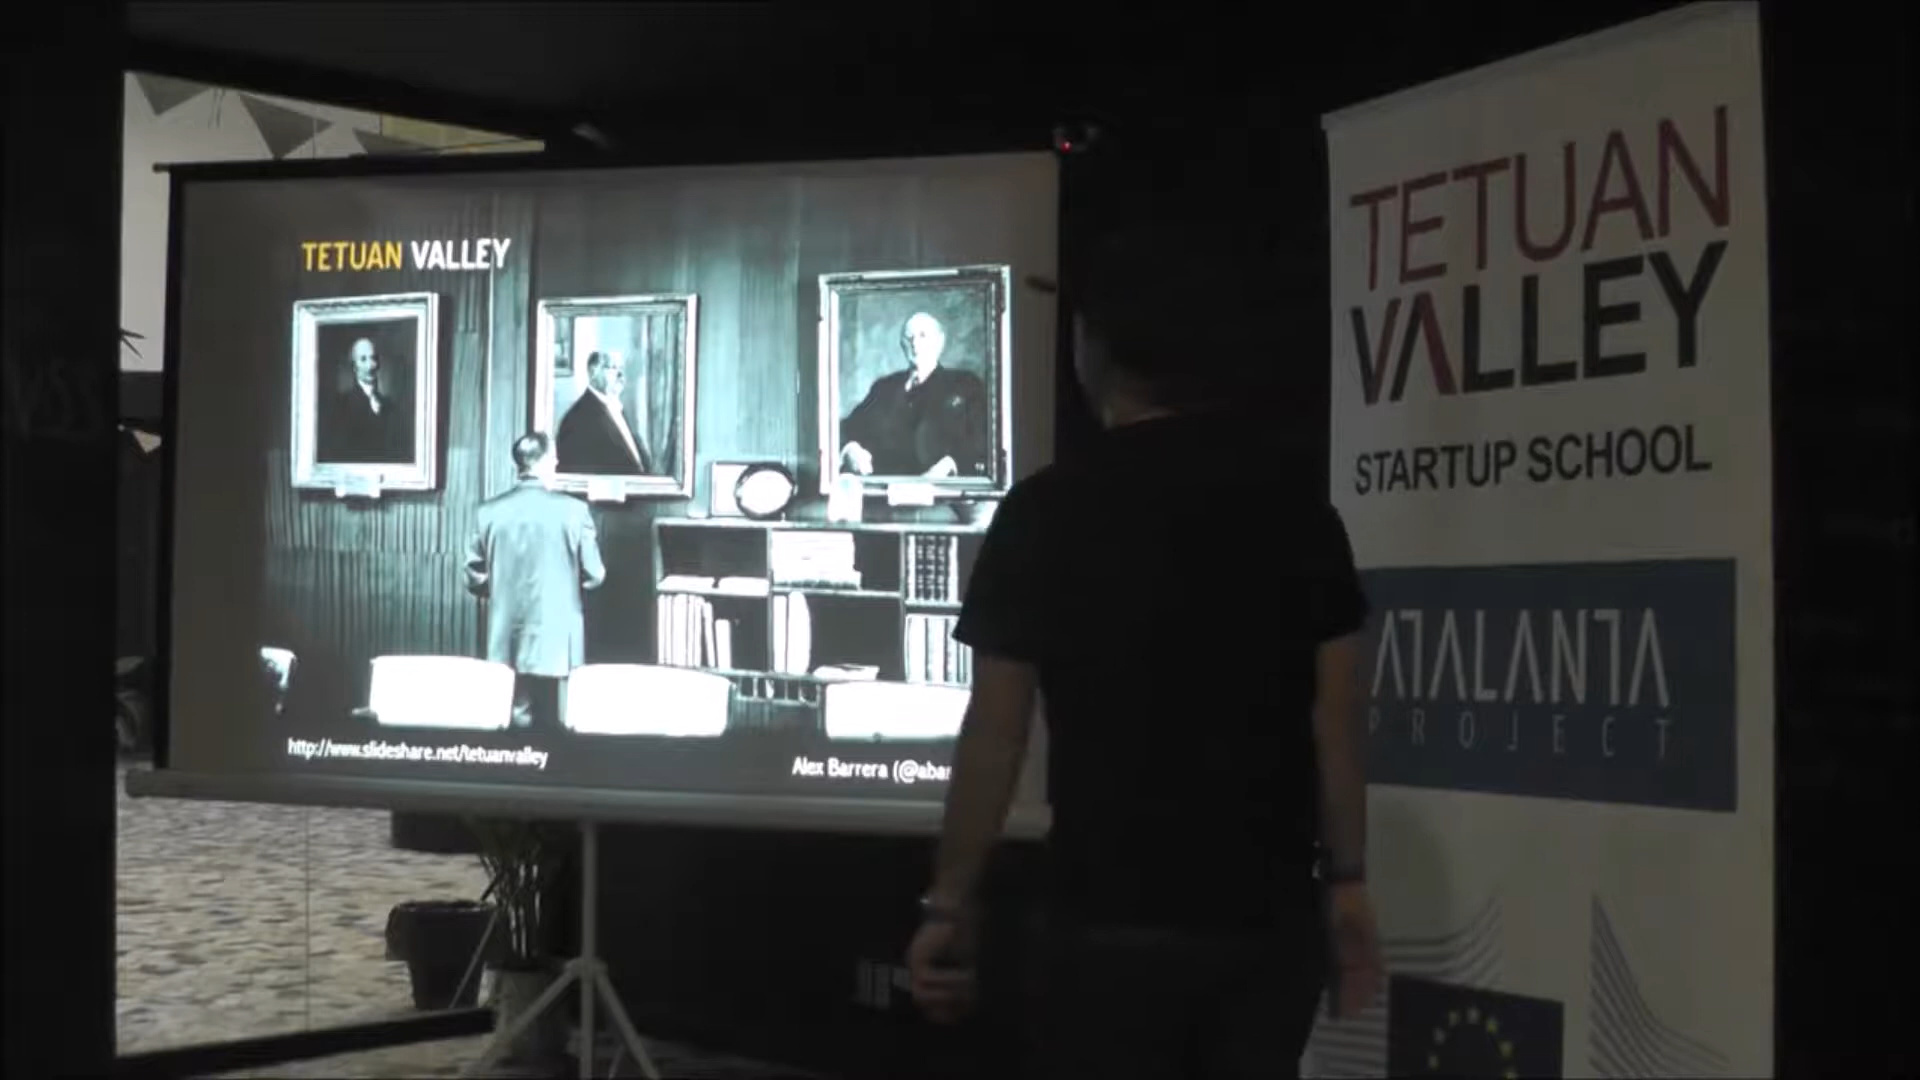 TETUAN VALLEY
http://www.slideshare.net/tetuanvalley
Alex Barrera (@abar
TETUAN
VALLEY
STARTUP SCHOOL
ATALANTA
PROJECT